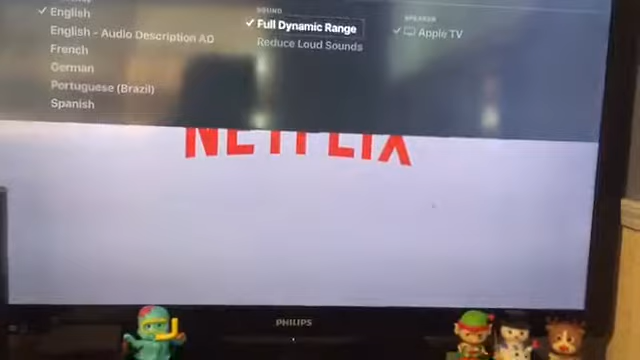 English
English - Audio Description AD
French
German
Portuguese (Brazil)
Spanish
SOUND
Full Dynamic Range
Reduce Loud Sounds
SPEAKER
Apple TV
NETFLIX
PHILIPS